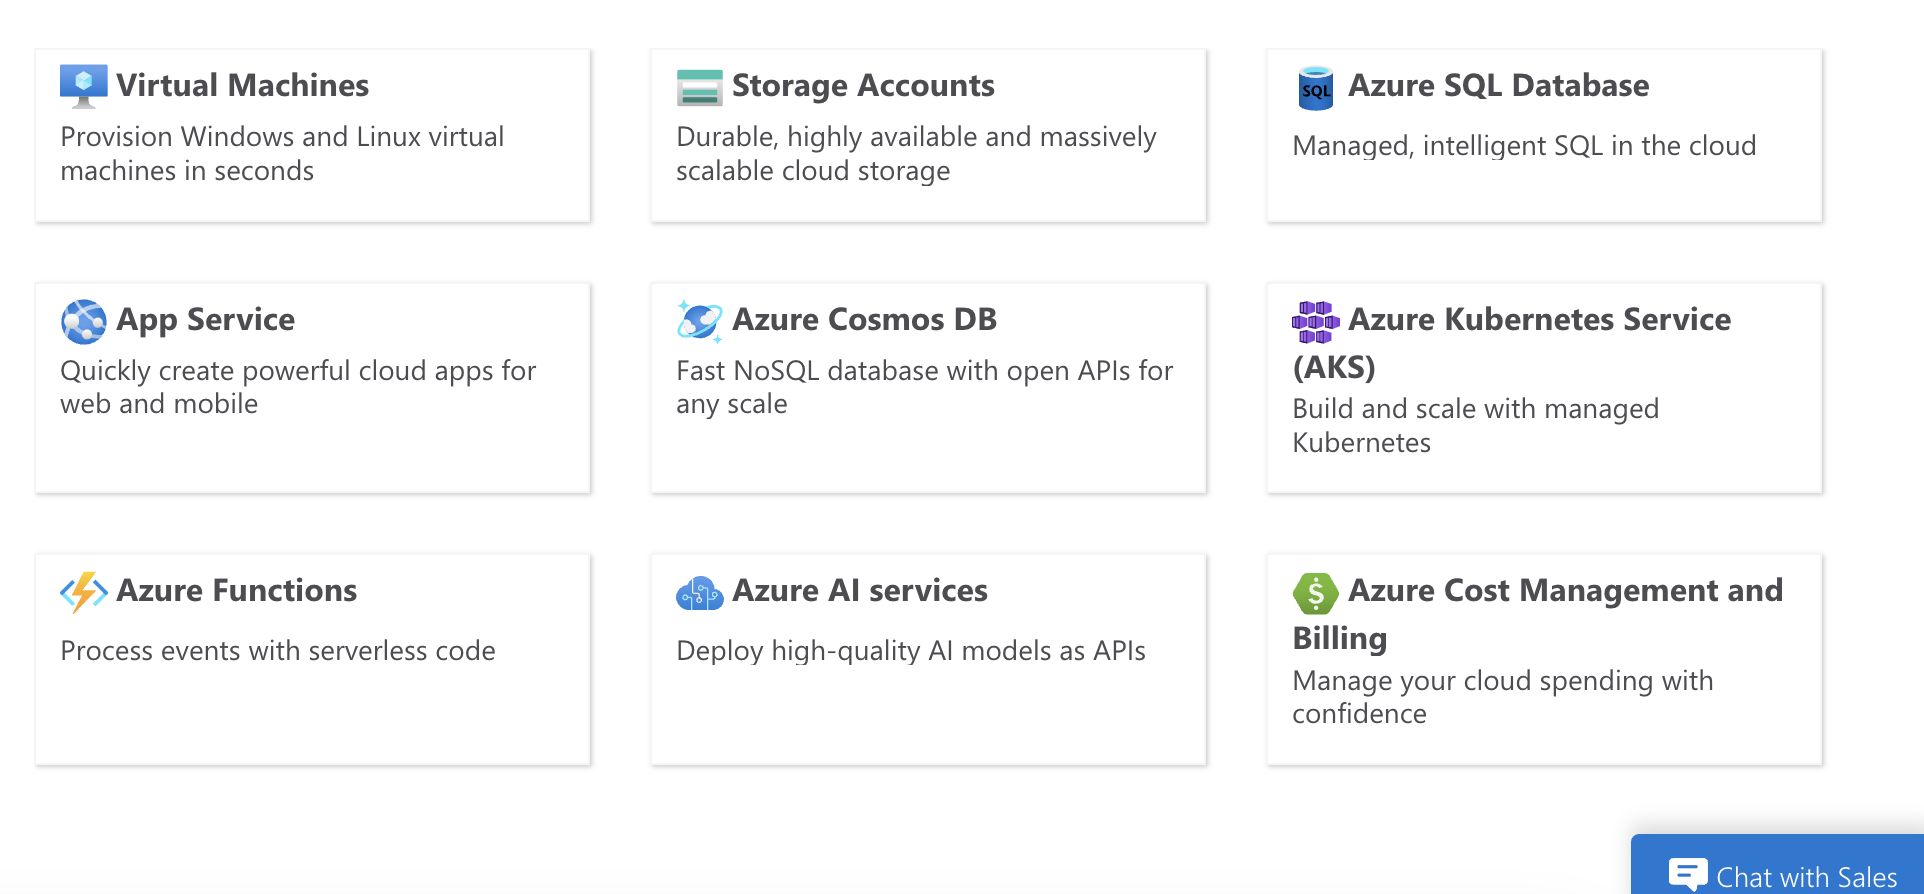 Virtual Machines
Provision Windows and Linux virtual
machines in seconds
Storage Accounts
Durable, highly available and massively
scalable cloud storage
SQL
Azure SQL Database
Managed, intelligent SQL in the cloud
App Service
Quickly create powerful cloud apps for
web and mobile
Azure Cosmos DB
Fast NoSQL database with open APIs for
any scale
Azure Kubernetes Service
(AKS)
Build and scale with managed
Kubernetes
Azure Functions
Process events with serverless code
Azure AI services
Deploy high-quality AI models as APIs
$
Azure Cost Management and
Billing
Manage your cloud spending with
confidence
Chat with Sales